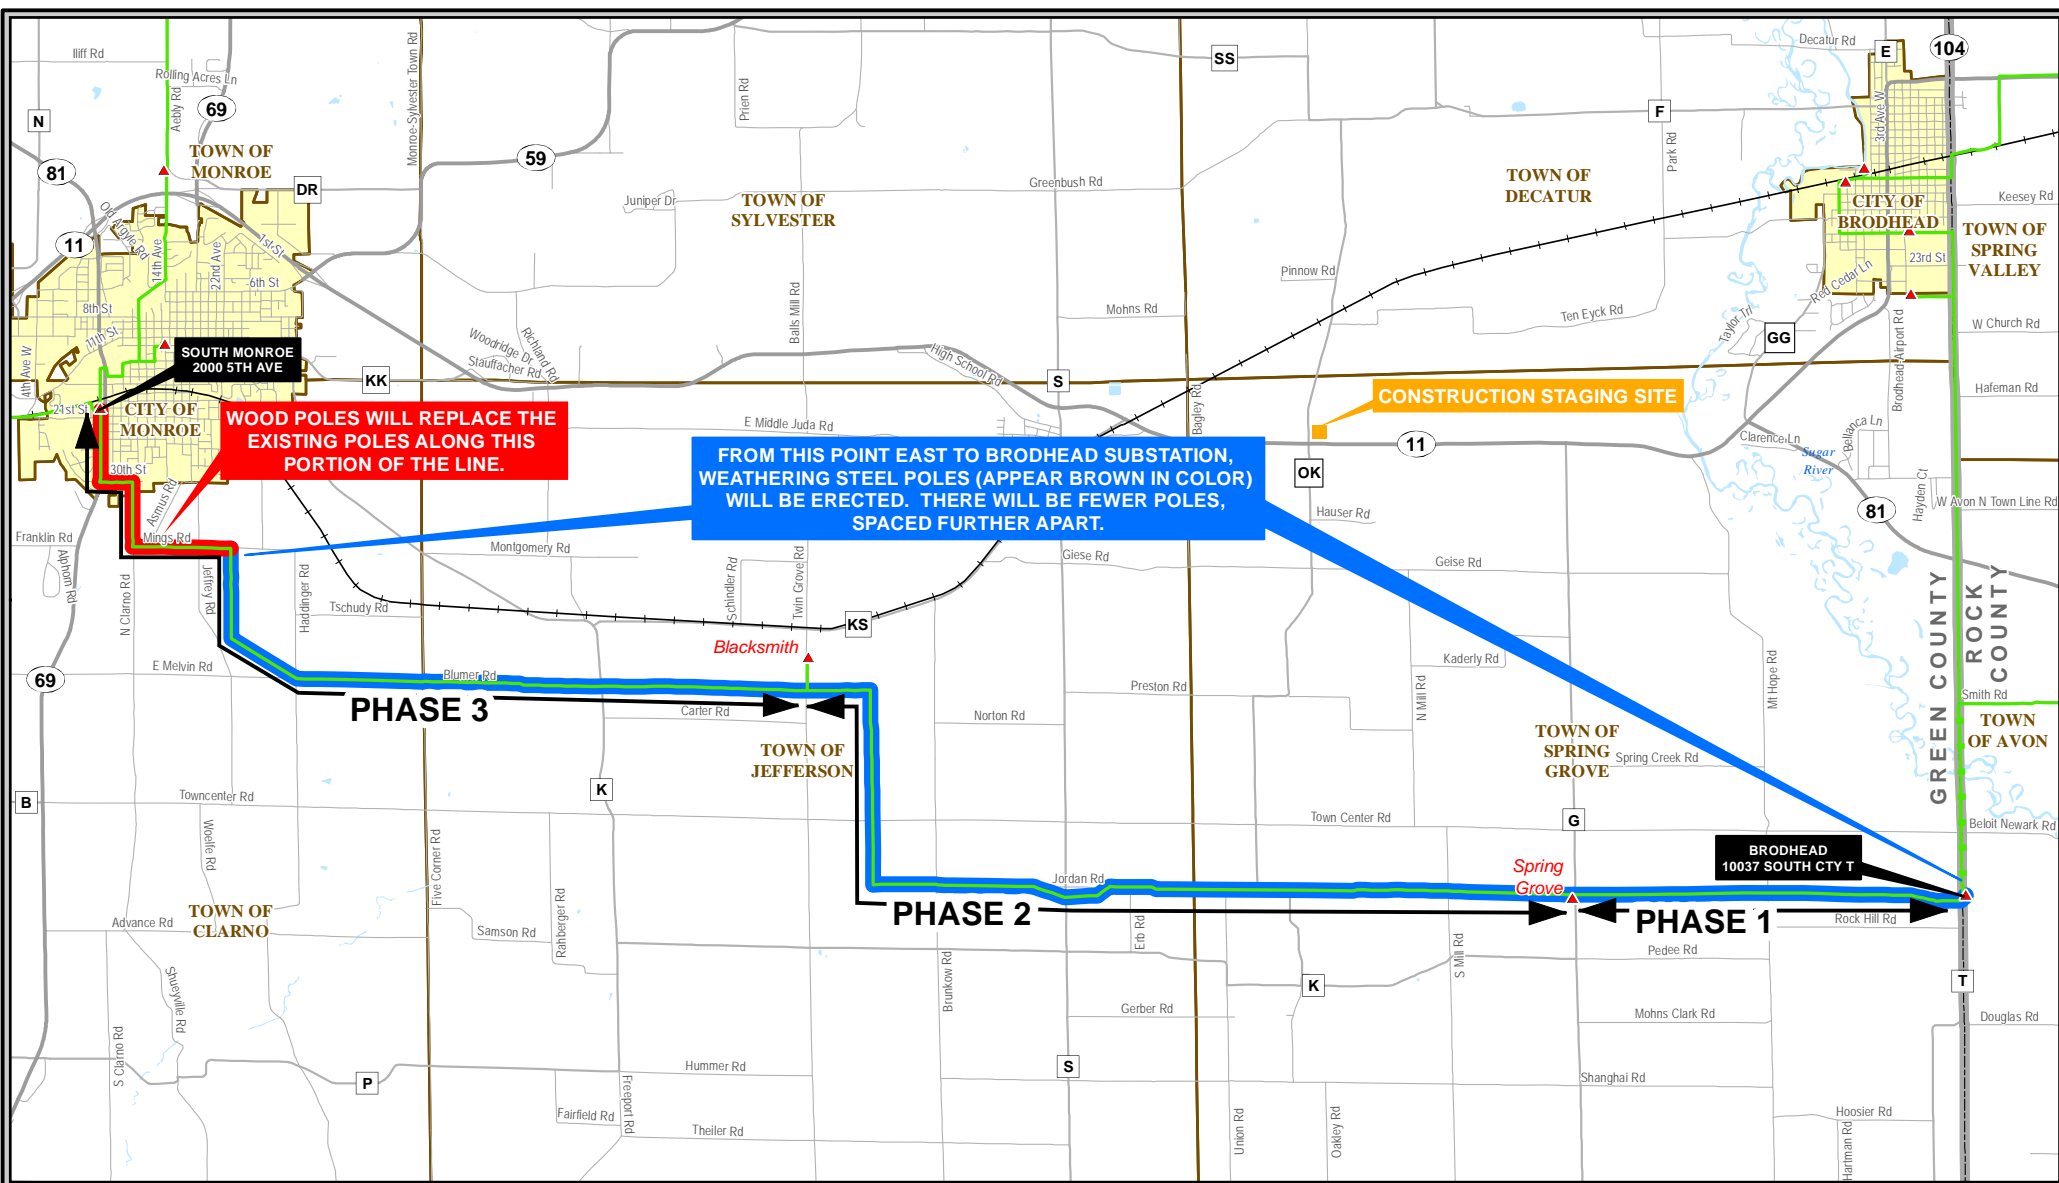 Iliff Rd
Rolling Acres Ln
Aebly Rd
69
N
81
TOWN OF
MONROE
DR
Monroe-Sylvester Town Rd
59
Prien Rd
SS
Juniper Dr
TOWN OF
SYLVESTER
Greenbush Rd
F
Park Rd
TOWN OF
DECATUR
Decatur Rd
E
104
3rd Ave W
Keesey Rd
CITY OF
BRODHEAD
TOWN OF
SPRING
VALLEY
23rd St
Red Cedar Ln
Old Argyle Rd
11
14th Ave
22nd Ave
1st St
6th St
8th St
11th St
4th Ave W
21st St
SOUTH MONROE
2000 5TH AVE
CITY OF
MONROE
30th St
KK
Woodridge Dr
Stauffacher Rd
Richland Rd
Balls Mill Rd
High School Rd
Mohns Rd
S
Bagley Rd
Pinnow Rd
Ten Eyck Rd
Taylor Trl
GG
Brodhead-Airport Rd
W Church Rd
Hafeman Rd
CONSTRUCTION STAGING SITE
WOOD POLES WILL REPLACE THE
EXISTING POLES ALONG THIS
PORTION OF THE LINE.
E Middle Juda Rd
FROM THIS POINT EAST TO BRODHEAD SUBSTATION,
WEATHERING STEEL POLES (APPEAR BROWN IN COLOR)
WILL BE ERECTED. THERE WILL BE FEWER POLES,
SPACED FURTHER APART.
11
OK
Clarence Ln
Bellanca Ln
Sugar
River
Hayden Ct
W Avon N Town Line Rd
81
Hauser Rd
Franklin Rd
Alphorn Rd
Asmus Rd
Mings Rd
N Clarno Rd
Jeffrey Rd
Haddinger Rd
Tschudy Rd
Montgomery Rd
Schindler Rd
Twin Grove Rd
Giese Rd
Geise Rd
KS
Blacksmith
E Melvin Rd
69
Blumer Rd
PHASE 3
Carter Rd
Preston Rd
Norton Rd
Kaderly Rd
N Mill Rd
Mt Hope Rd
TOWN OF
SPRING
GROVE
Spring Creek Rd
GREEN COUNTY
ROCK
COUNTY
Smith Rd
TOWN
OF AVON
TOWN OF
JEFFERSON
B
Towncenter Rd
K
Woelfe Rd
Five Corner Rd
Town Center Rd
G
Beloit Newark Rd
BRODHEAD
10037 SOUTH CTY T
Spring
Grove
Jordan Rd
PHASE 2
PHASE 1
Rock Hill Rd
TOWN OF
CLARNO
Advance Rd
Samson Rd
Rahberger Rd
Erb Rd
Pedee Rd
S Mill Rd
Shueyville Rd
Brunkow Rd
K
T
Gerber Rd
Mohns Clark Rd
Douglas Rd
S Clarno Rd
P
Hummer Rd
S
Shanghai Rd
Freeport Rd
Fairfield Rd
Theiler Rd
Union Rd
Oakley Rd
Hoosier Rd
Hartman Rd